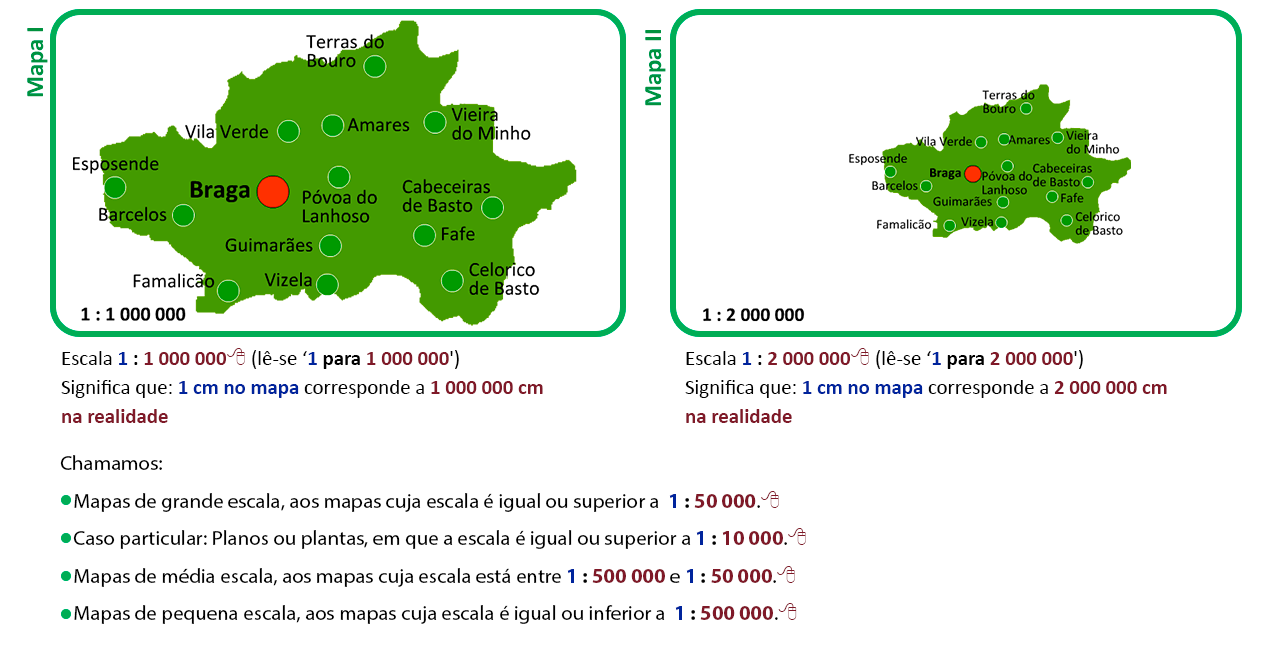 Mapa I
Terras do
Bouro
Vila Verde
Amares
Vieira
do Minho
Esposende
Braga
Póvoa do
Lanhoso
Cabeceiras
de Basto
Barcelos
Guimarães
Fafe
Famalicão
Vizela
Celorico
de Basto
1 : 1 000 000
Escala 1 : 1 000 000 (lê-se ‘1 para 1 000 000')
Significa que: 1 cm no mapa corresponde a 1 000 000 cm
na realidade
Mapa II
Terras do
Bouro
Vila Verde
Amares
Vieira
do Minho
Esposende
Braga
Póvoa do
Lanhoso
Cabeceiras
de Basto
Barcelos
Guimarães
Fafe
Famalicão
Vizela
Celorico
de Basto
1 : 2 000 000
Escala 1 : 2 000 000 (lê-se ‘1 para 2 000 000')
Significa que: 1 cm no mapa corresponde a 2 000 000 cm
na realidade
Chamamos:
Mapas de grande escala, aos mapas cuja escala é igual ou superior a 1 : 50 000.
Caso particular: Planos ou plantas, em que a escala é igual ou superior a 1 : 10 000.
Mapas de média escala, aos mapas cuja escala está entre 1 : 500 000 e 1 : 50 000.
Mapas de pequena escala, aos mapas cuja escala é igual ou inferior a 1 : 500 000.